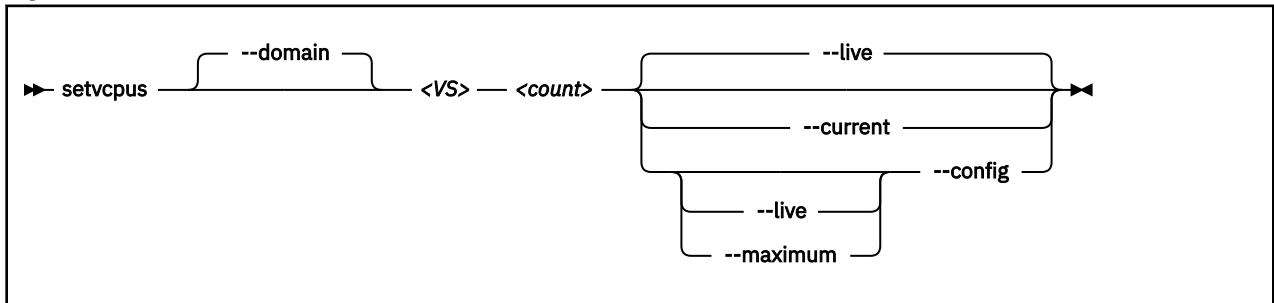 --domain
--live
setvcpus <VS> <count>
--current
--config
--live
--maximum